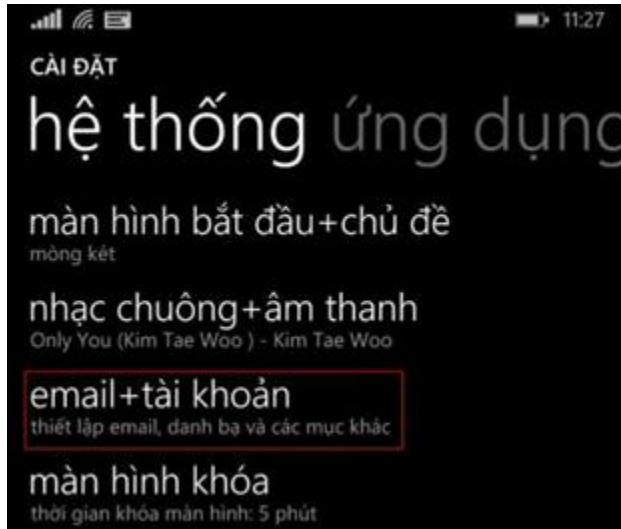 11:27
CÀI ĐẶT
hệ thống ứng dụng
màn hình bắt đầu+chủ đề
mòng két
nhạc chuông+âm thanh
Only You (Kim Tae Woo ) - Kim Tae Woo
email+tài khoản
thiết lập email, danh bạ và các mục khác
màn hình khóa
thời gian khóa màn hình: 5 phút